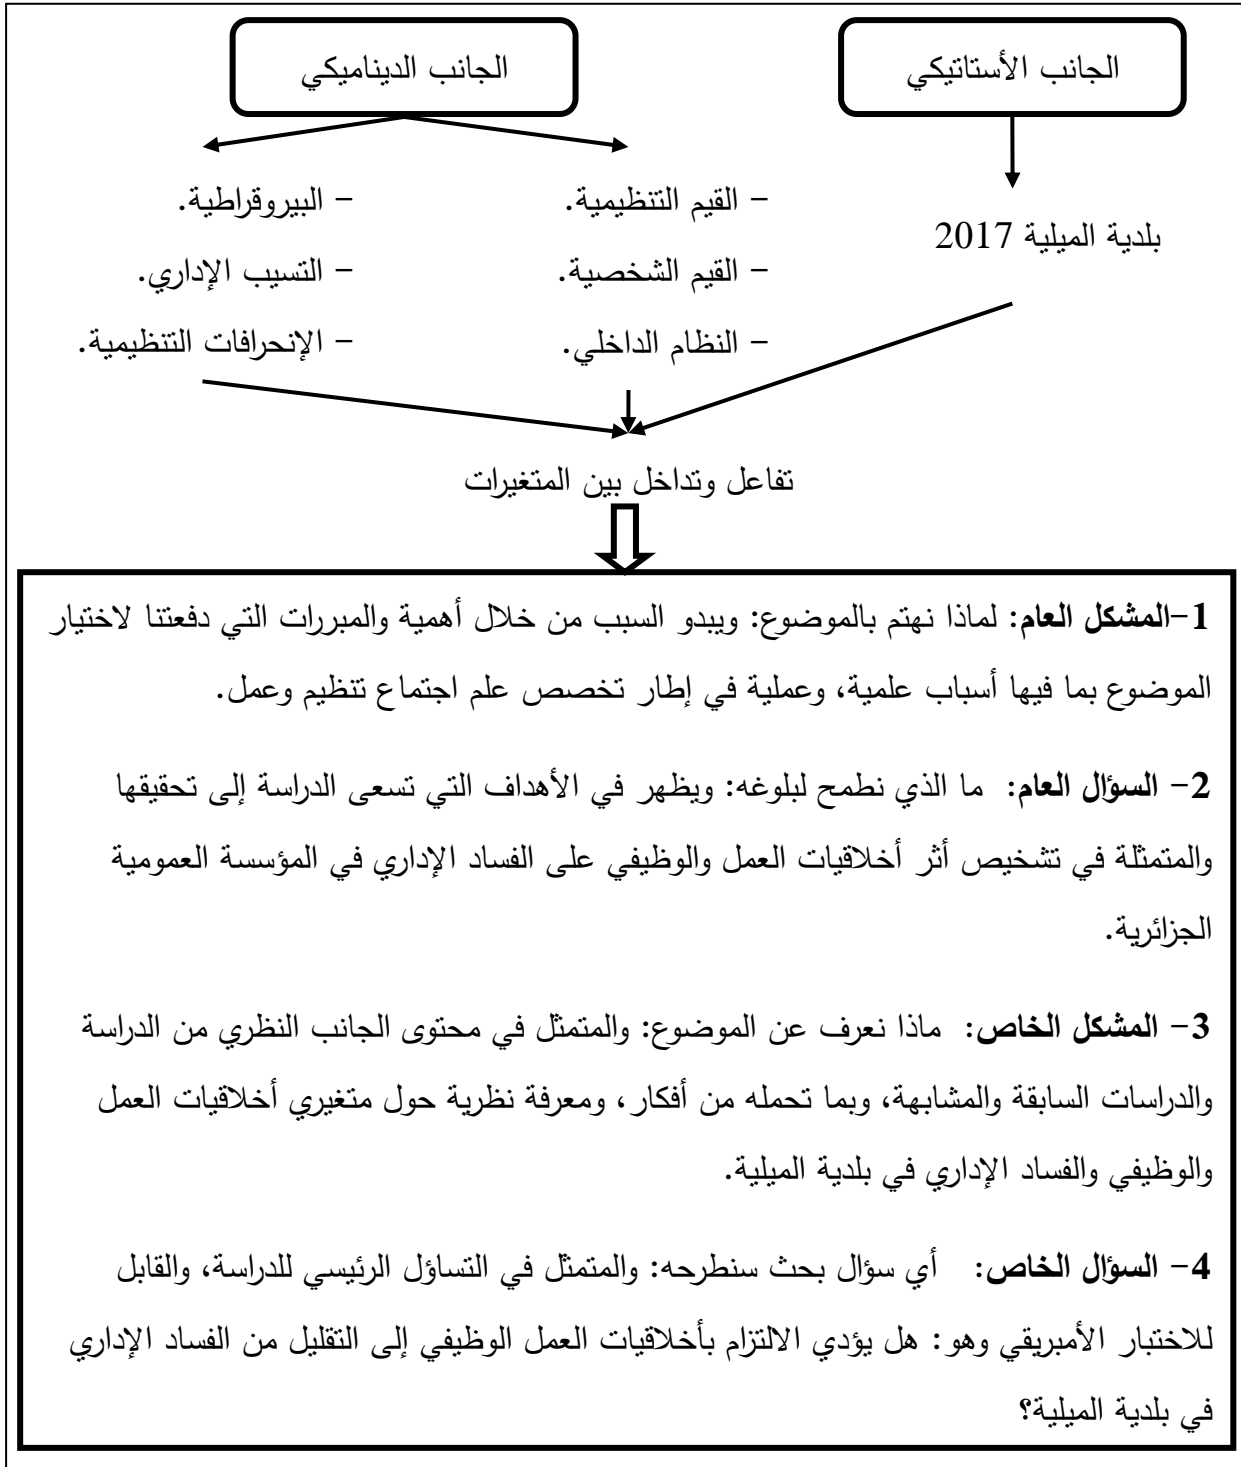 الجانب الأستاتيكي
الجانب الديناميكي
بلدية الميلية 2017
– القيم التنظيمية.
– القيم الشخصية.
– النظام الداخلي.
– البيروقراطية.
– التسيب الإداري.
– الإنحرافات التنظيمية.
تفاعل وتداخل بين المتغيرات
1–المشكل العام: لماذا نهتم بالموضوع: ويبدو السبب من خلال أهمية والمبررات التي دفعتنا لاختيار
الموضوع بما فيها أسباب علمية، وعملية في إطار تخصص علم اجتماع تنظيم وعمل.
2– السؤال العام: ما الذي نطمح لبلوغه: ويظهر في الأهداف التي تسعى الدراسة إلى تحقيقها
والمتمثلة في تشخيص أثر أخلاقيات العمل والوظيفي على الفساد الإداري في المؤسسة العمومية
الجزائرية.
3– المشكل الخاص: ماذا نعرف عن الموضوع: والمتمثل في محتوى الجانب النظري من الدراسة
والدراسات السابقة والمشابهة، وبما تحمله من أفكار، ومعرفة نظرية حول متغيري أخلاقيات العمل
والوظيفي والفساد الإداري في بلدية الميلية.
4– السؤال الخاص: أي سؤال بحث سنطرحه: والمتمثل في التساؤل الرئيسي للدراسة، والقابل
للاختبار الأمبريقي وهو: هل يؤدي الالتزام بأخلاقيات العمل الوظيفي إلى التقليل من الفساد الإداري
في بلدية الميلية؟